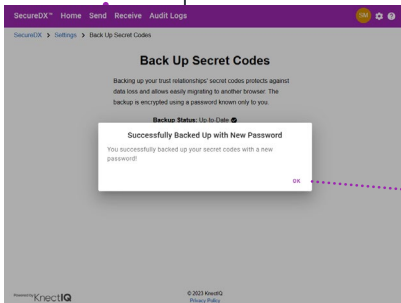 SecureDX™ Home Send Receive Audit Logs SM
SecureDX > Settings > Back Up Secret Codes
Back Up Secret Codes
Backing up your trust relationships' secret codes protects against
data loss and allows easily migrating to another browser. The
backup is encrypted using a password known only to you.
Backup Status: Up-to-Date
Successfully Backed Up with New Password
You successfully backed up your secret codes with a new
password!
OK
Powered by KnectIQ
© 2023 KnectIQ
Privacy Policy